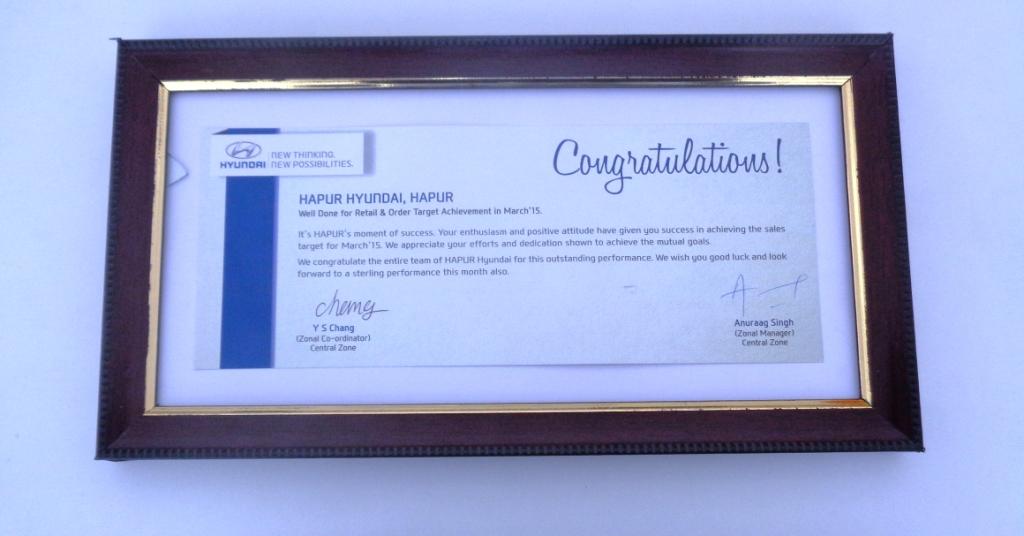 HYUNDAI
NEW THINKING.
NEW POSSIBILITIES.
Congratulations!
HAPUR HYUNDAI, HAPUR
Well Done for Retail & Order Target Achievement in March'15.
It's HAPUR's moment of success. Your enthusiasm and positive attitude have given you success in achieving the sales
target for March'15. We appreciate your efforts and dedication shown to achieve the mutual goals.
We congratulate the entire team of HAPUR Hyundai for this outstanding performance. We wish you good luck and look
forward to a sterling performance this month also.
Y S Chang
(Zonal Co-ordinator)
Central Zone
Anuraag Singh
(Zonal Manager)
Central Zone